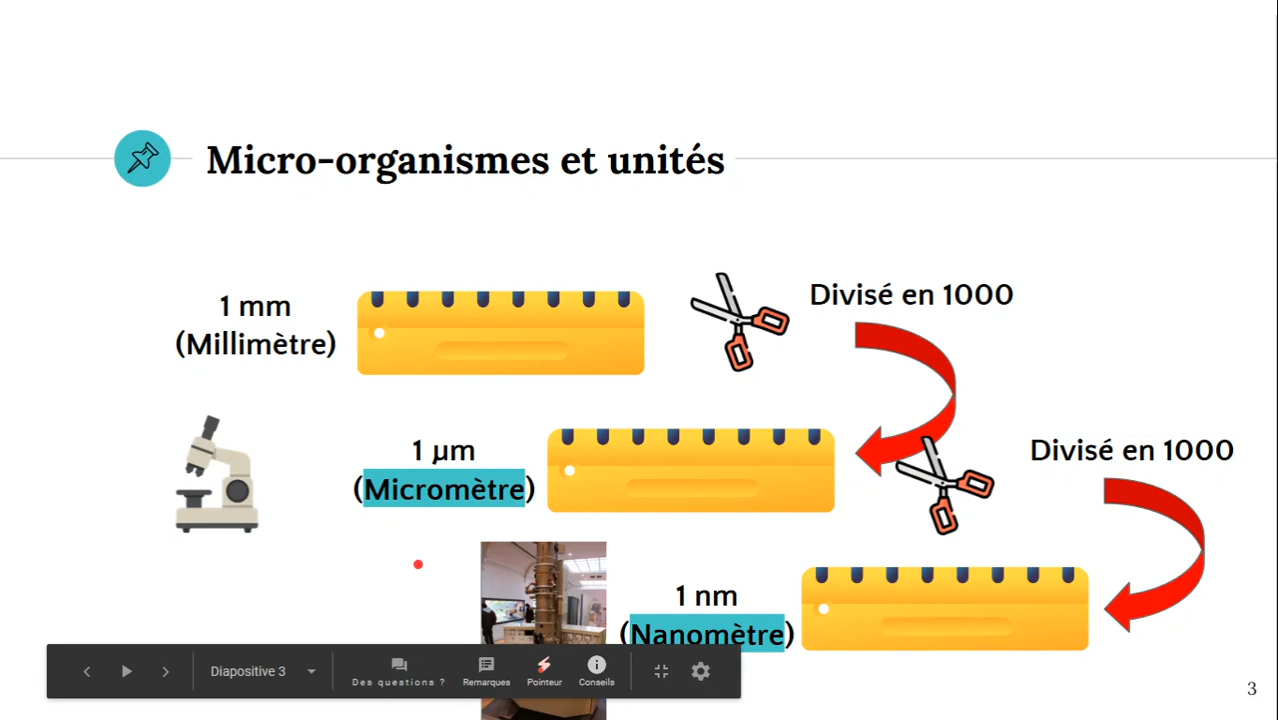 Micro-organismes et unités
1 mm
(Millimètre)
Divisé en 1000
1 µm
(Micromètre)
Divisé en 1000
1 nm
(Nanomètre)
Diapositive 3
Des questions ?
Remarques
Pointeur
Conseils
3